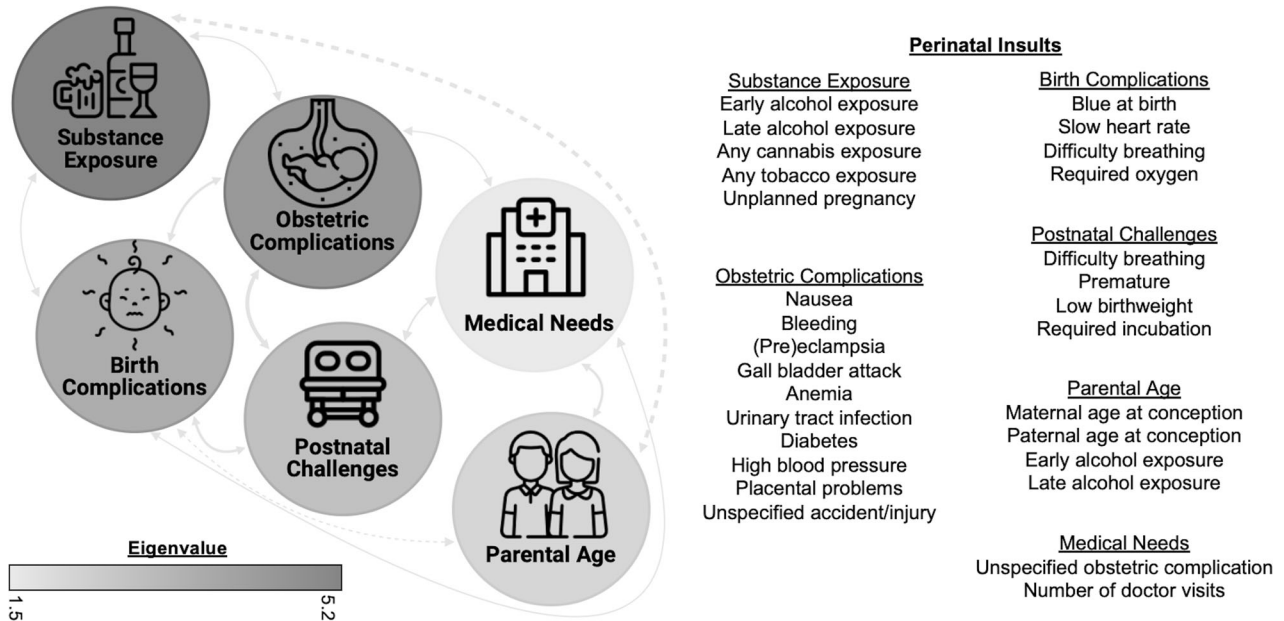 Substance
Exposure
Obstetric
Complications
Medical Needs
Birth
Complications
Postnatal
Challenges
Parental Age
Eigenvalue
1.5
5.2
Perinatal Insults
Substance Exposure
Early alcohol exposure
Late alcohol exposure
Any cannabis exposure
Any tobacco exposure
Unplanned pregnancy
Obstetric Complications
Nausea
Bleeding
(Pre)eclampsia
Gall bladder attack
Anemia
Urinary tract infection
Diabetes
High blood pressure
Placental problems
Unspecified accident/injury
Birth Complications
Blue at birth
Slow heart rate
Difficulty breathing
Required oxygen
Postnatal Challenges
Difficulty breathing
Premature
Low birthweight
Required incubation
Parental Age
Maternal age at conception
Paternal age at conception
Early alcohol exposure
Late alcohol exposure
Medical Needs
Unspecified obstetric complication
Number of doctor visits